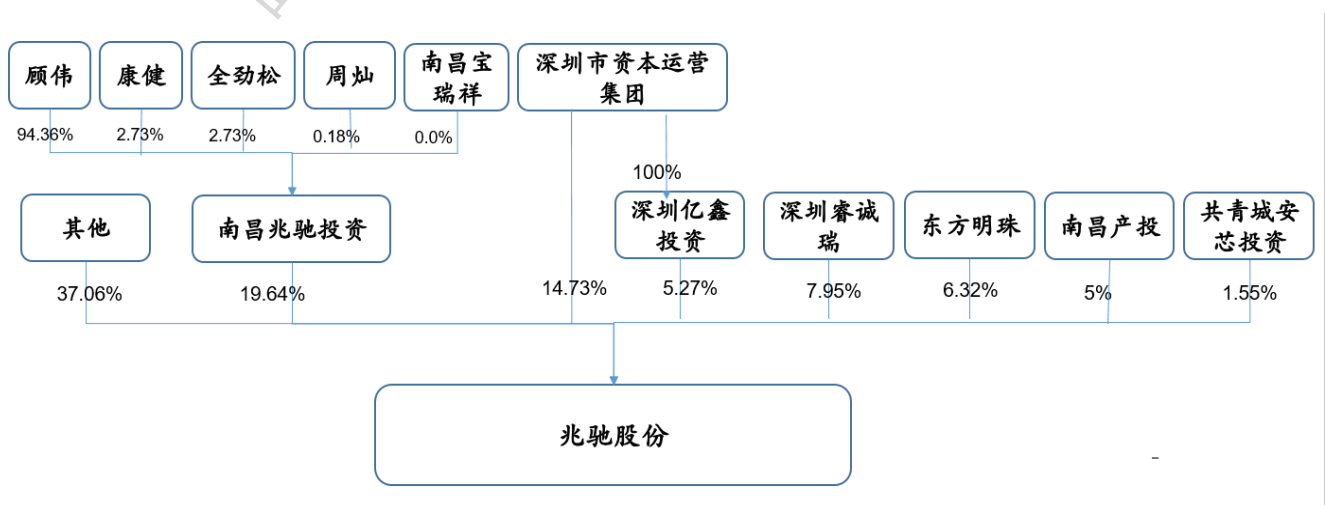 顾伟
康健
全劲松
周灿
南昌宝
瑞祥
深圳市资本运营
集团
94.36%
2.73%
2.73%
0.18%
0.0%
100%
其他
南昌兆驰投资
深圳亿鑫
投资
深圳睿诚
瑞
东方明珠
南昌产投
共青城安
芯投资
37.06%
19.64%
14.73%
5.27%
7.95%
6.32%
5%
1.55%
兆驰股份